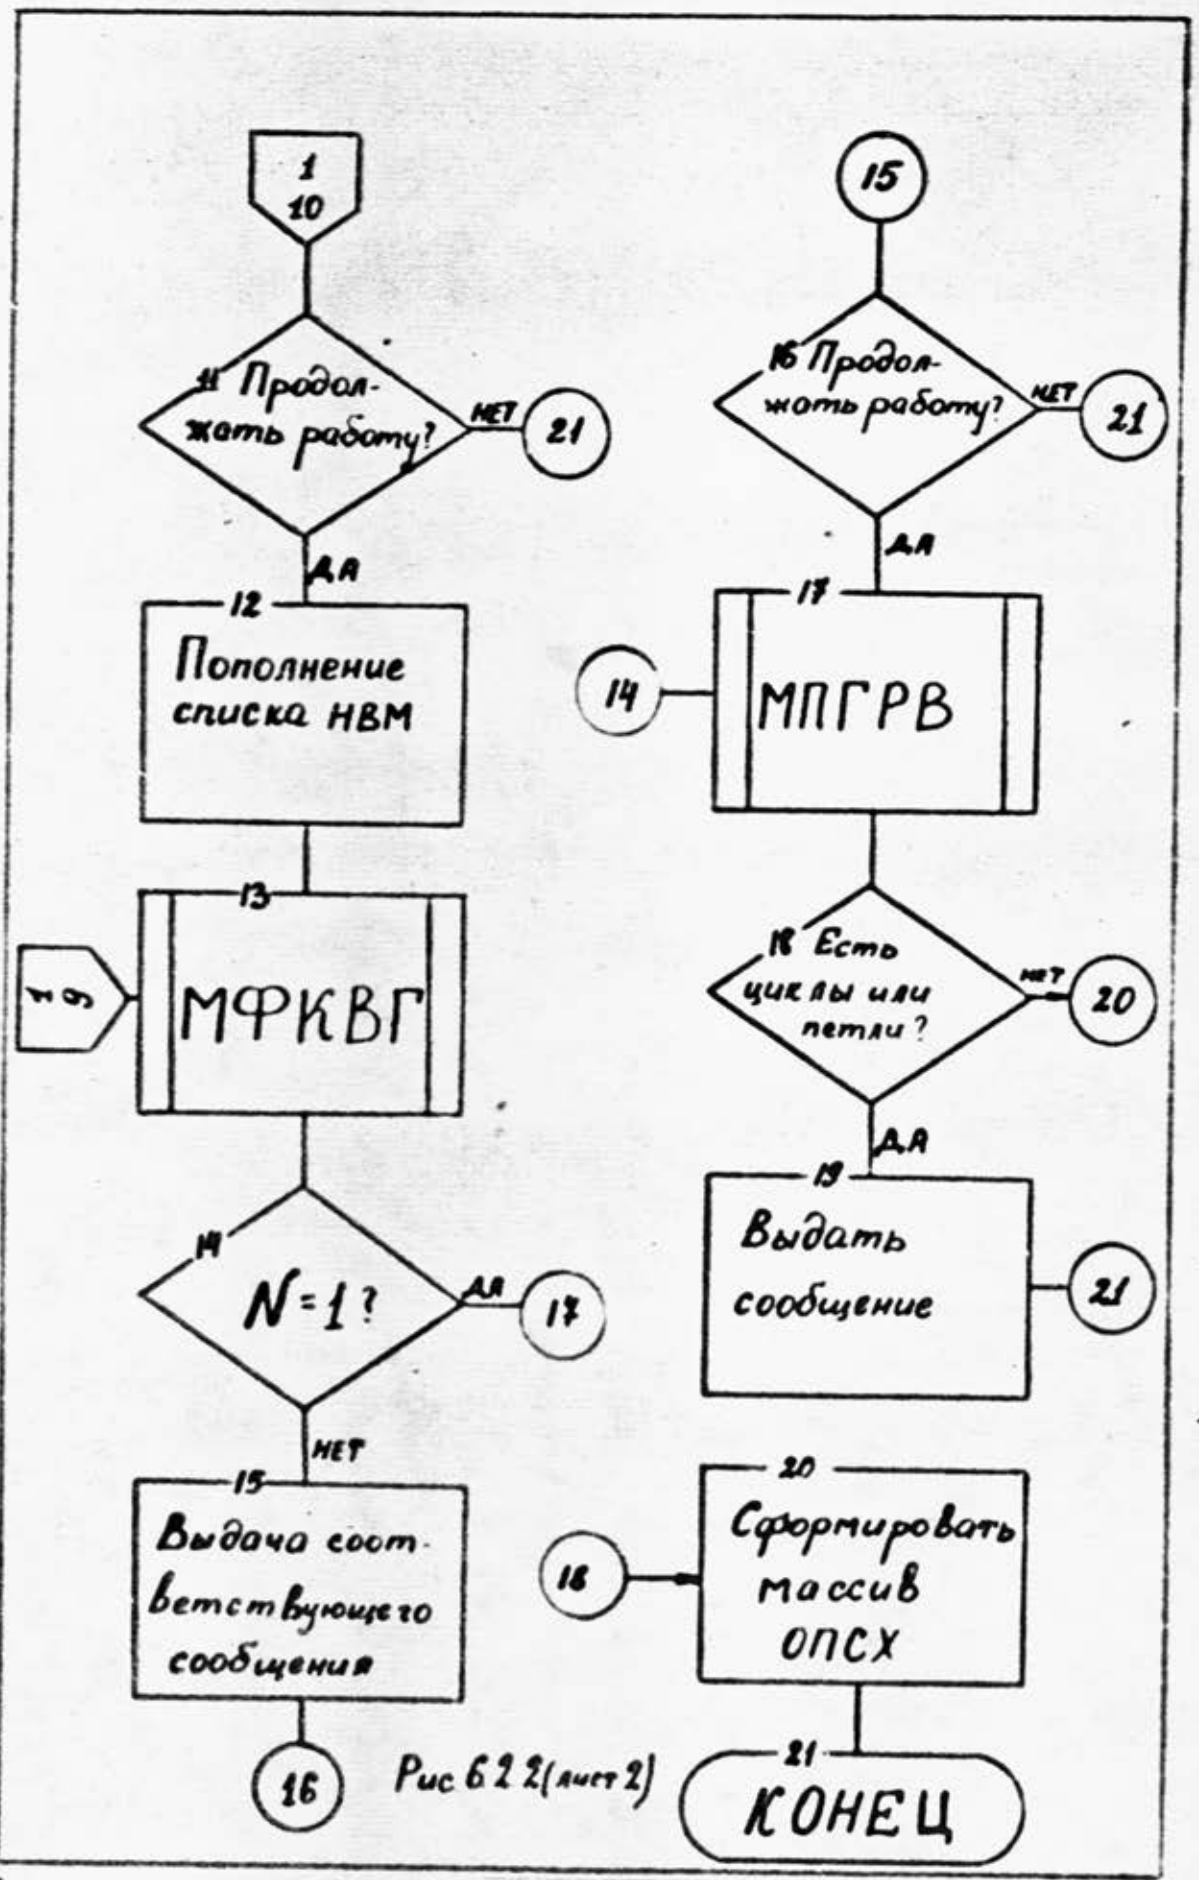 1
10
11 Продол-
жать работу?
НЕТ
21
ДА
12
Пополнение
списка НВМ
13
1
9
МФКВГ
14
N=1?
ДА
17
НЕТ
15
Выдача соот-
ветствующего
сообщения
16
15
16 Продол-
жать работу?
НЕТ
21
ДА
17
14
МПГРВ
18 Есть
циклы или
петли?
НЕТ
20
ДА
19
Выдать
сообщение
21
20
18
Сформировать
массив
ОПСХ
21
КОНЕЦ
Рис 6.2 2 (лист 2)